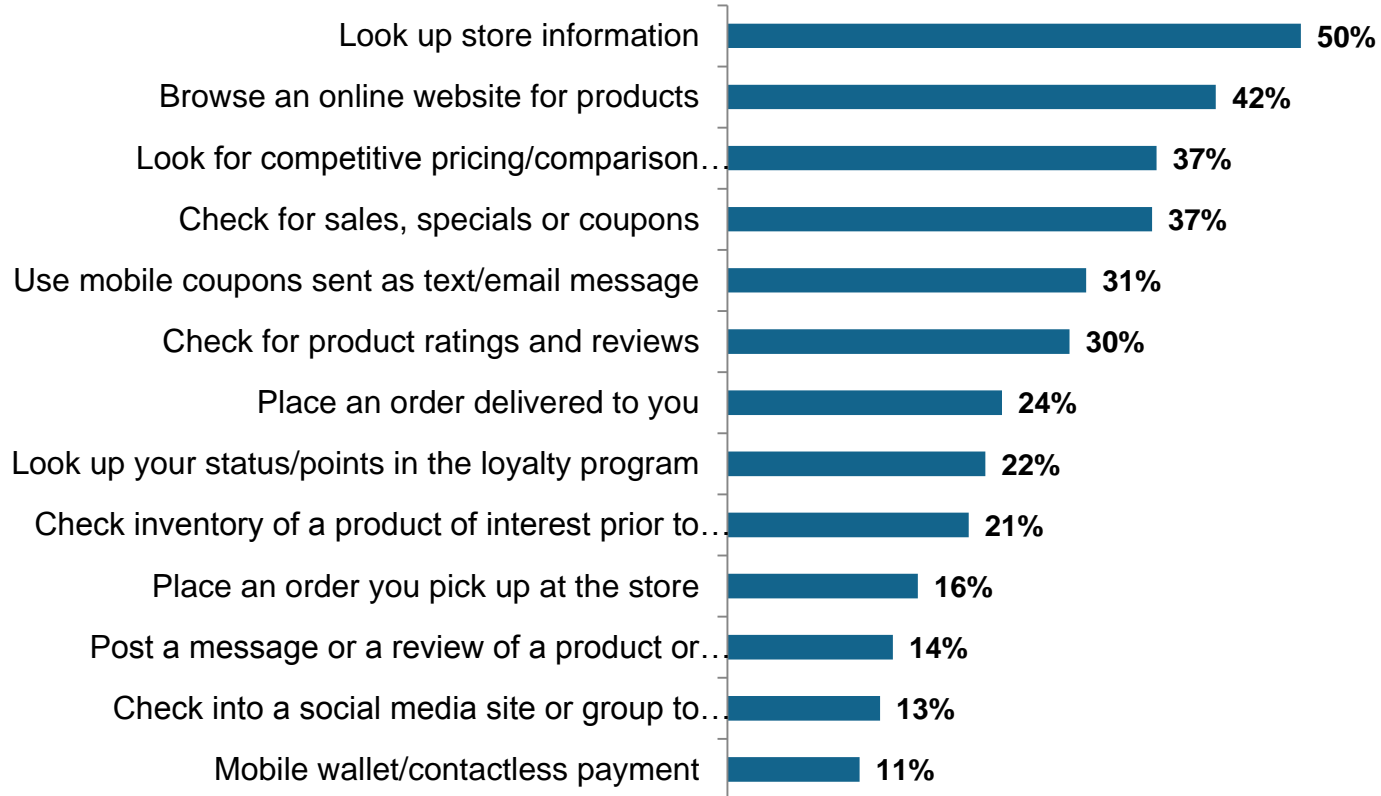 Look up store information 50%
Browse an online website for products 42%
Look for competitive pricing/comparison… 37%
Check for sales, specials or coupons 37%
Use mobile coupons sent as text/email message 31%
Check for product ratings and reviews 30%
Place an order delivered to you 24%
Look up your status/points in the loyalty program 22%
Check inventory of a product of interest prior to… 21%
Place an order you pick up at the store 16%
Post a message or a review of a product or… 14%
Check into a social media site or group to… 13%
Mobile wallet/contactless payment 11%